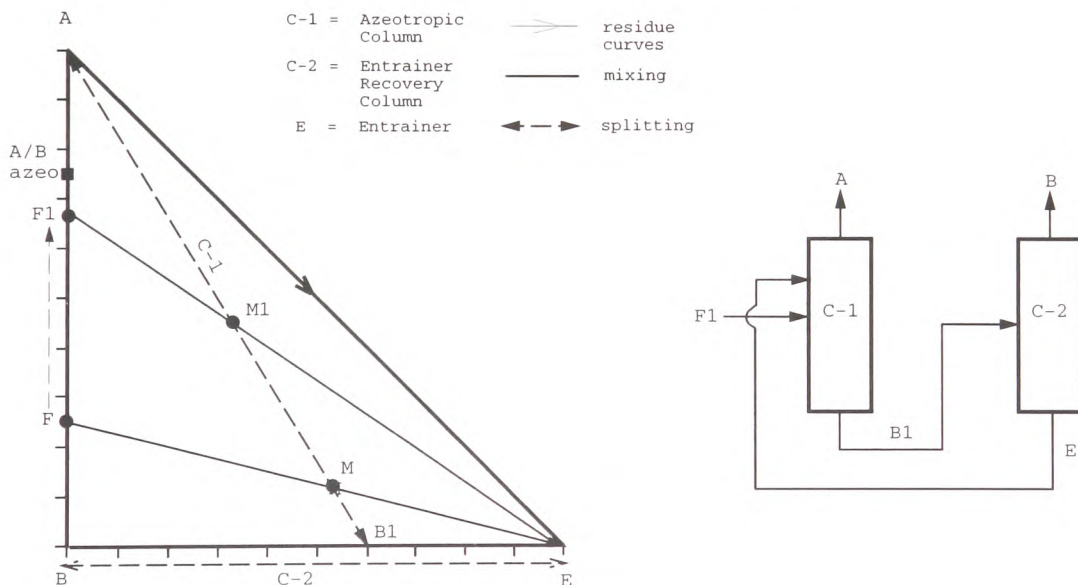 A
C-1 = Azeotropic
Column
residue
curves
C-2 = Entrainer
Recovery
Column
mixing
E = Entrainer
splitting
A/B
azeo
F1
C-1
M1
F
M
B1
B
C-2
E
A
B
F1
C-1
C-2
B1
E